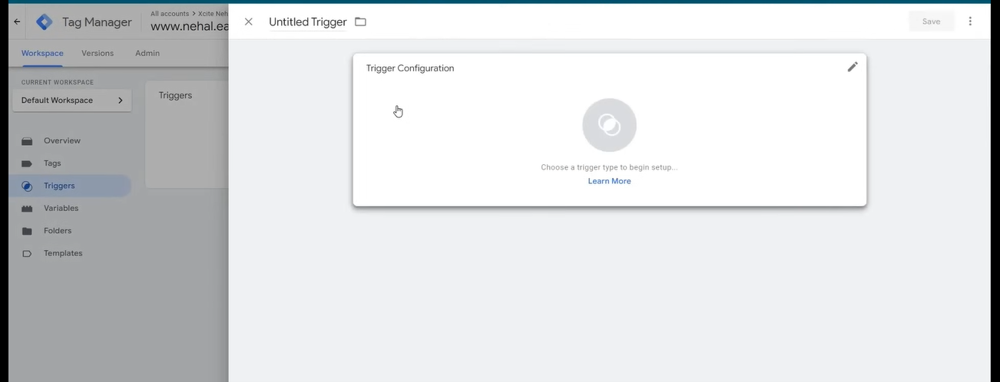 Tag Manager
All accounts > Xcite Neh
www.nehal.ea
Untitled Trigger
Save
Workspace
Versions
Admin
CURRENT WORKSPACE
Default Workspace
Triggers
Trigger Configuration
Choose a trigger type to begin setup...
Learn More
Overview
Tags
Triggers
Variables
Folders
Templates